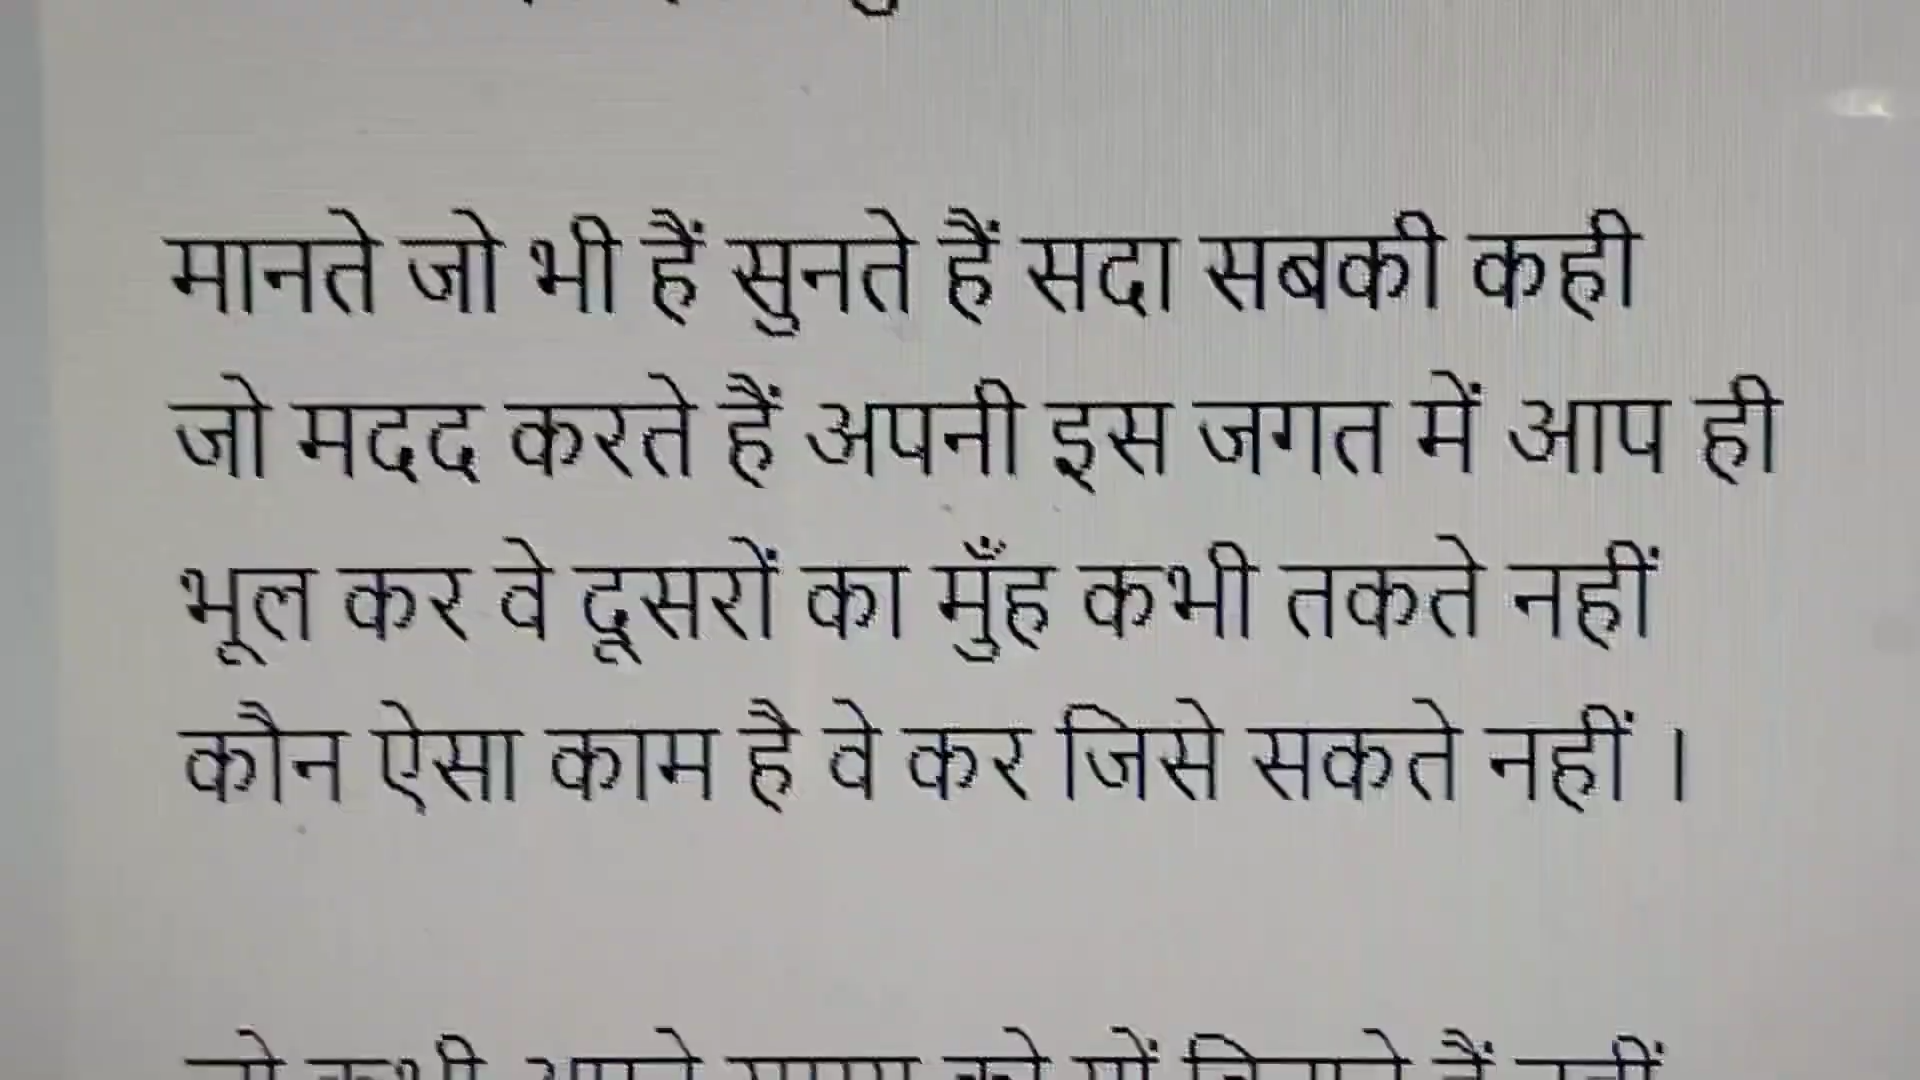 मानते जो भी हैं सुनते हैं सदा सबकी कही
जो मदद करते हैं अपनी इस जगत में आप ही
भूल कर वे दूसरों का मुँह कभी तकते नहीं
कौन ऐसा काम है वे कर जिसे सकते नहीं ।